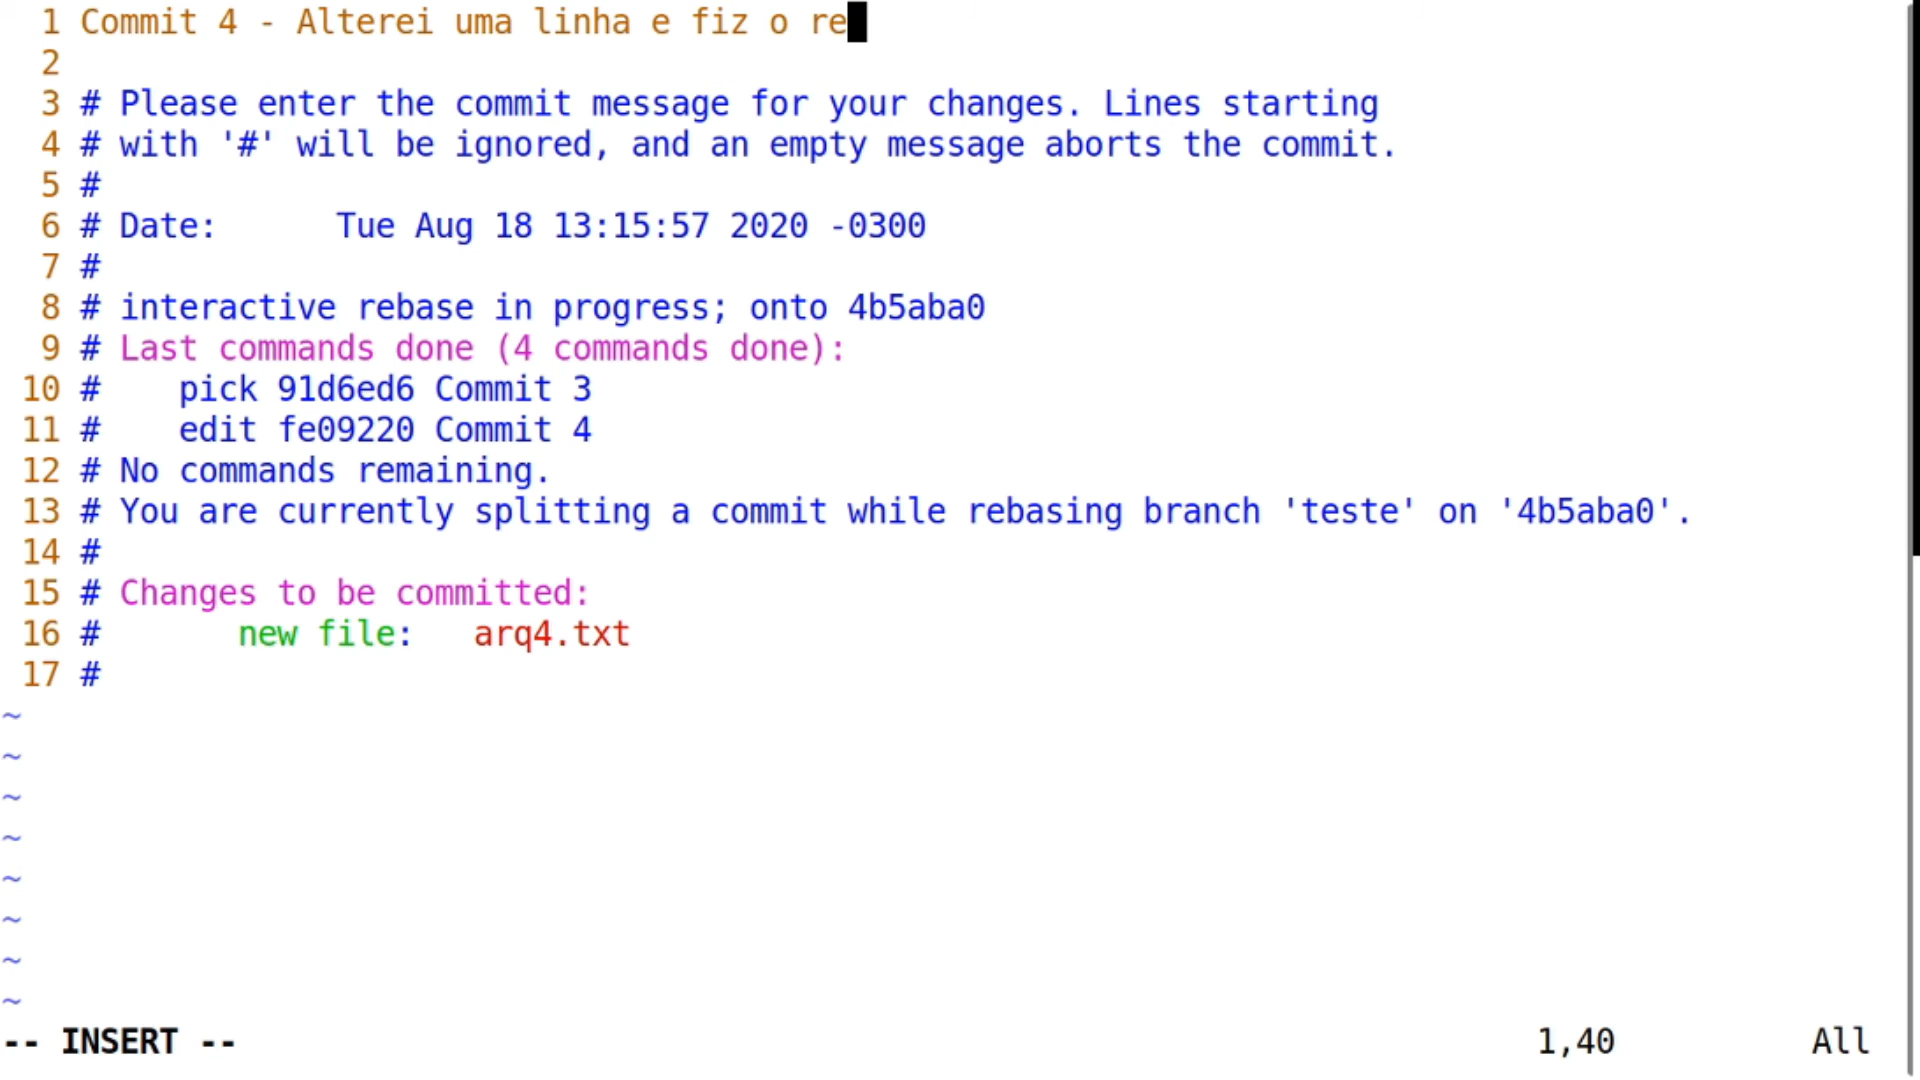 1 Commit 4 - Alterei uma linha e fiz o re
2
3 # Please enter the commit message for your changes. Lines starting
4 # with '#' will be ignored, and an empty message aborts the commit.
5 #
6 # Date:      Tue Aug 18 13:15:57 2020 -0300
7 #
8 # interactive rebase in progress; onto 4b5aba0
9 # Last commands done (4 commands done):
10 #    pick 91d6ed6 Commit 3
11 #    edit fe09220 Commit 4
12 # No commands remaining.
13 # You are currently splitting a commit while rebasing branch 'teste' on '4b5aba0'.
14 #
15 # Changes to be committed:
16 #       new file:   arq4.txt
17 #
~
~
~
~
~
~
~
~
-- INSERT --                    1,40          All